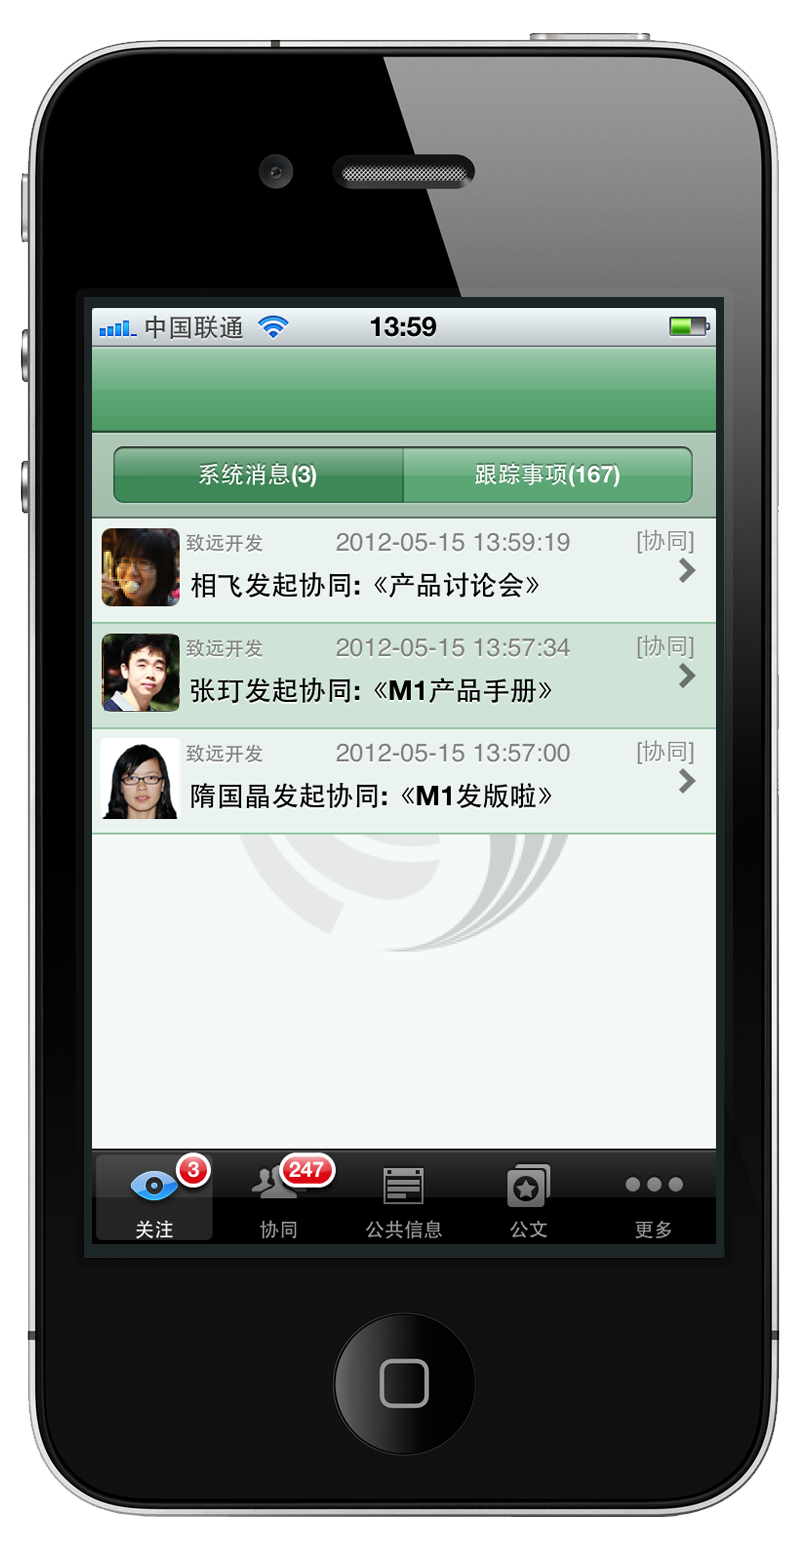 中国联通 13:59
系统消息(3) 跟踪事项(167)
致远开发 2012-05-15 13:59:19 [协同]
相飞发起协同:《产品讨论会》
致远开发 2012-05-15 13:57:34 [协同]
张玎发起协同:《M1产品手册》
致远开发 2012-05-15 13:57:00 [协同]
隋国晶发起协同:《M1发版啦》
3 247
关注 协同 公共信息 公文 更多